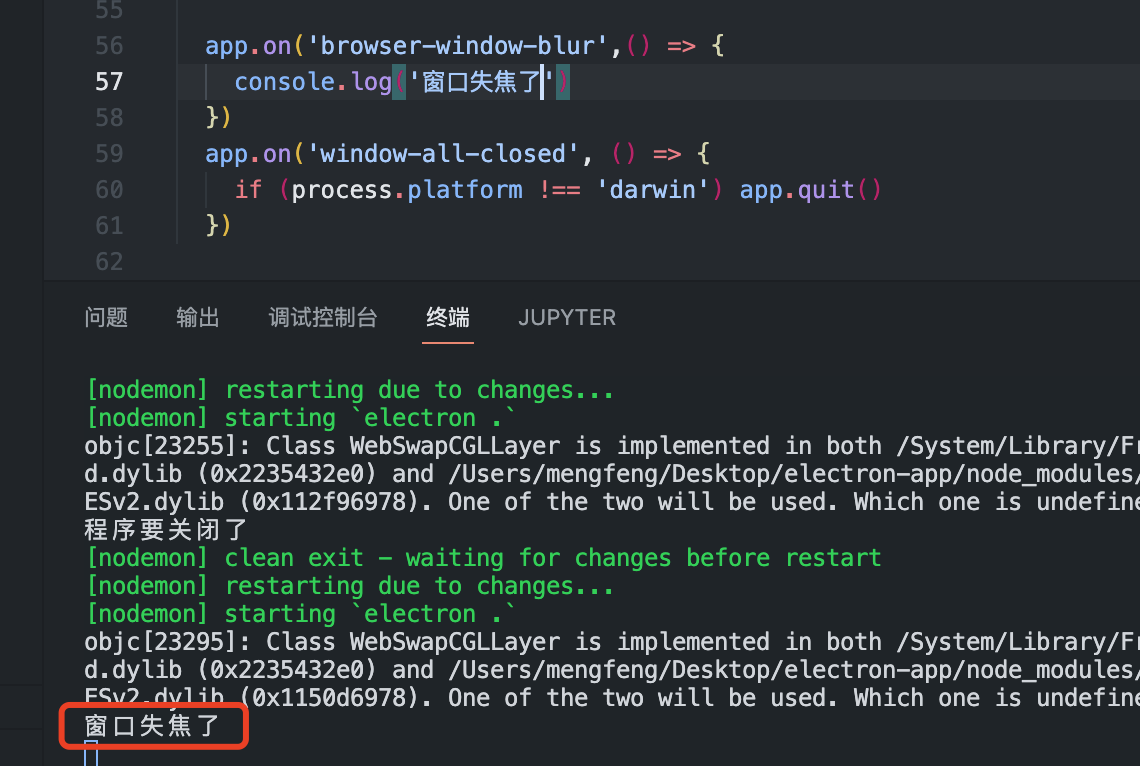 55
56 app.on('browser-window-blur',() => {
57 console.log('窗口失焦了')
58 })
59 app.on('window-all-closed', () => {
60 if (process.platform !== 'darwin') app.quit()
61 })
62
问题 输出 调试控制台 终端 JUPYTER
[nodemon] restarting due to changes...
[nodemon] starting `electron .`
objc[23255]: Class WebSwapCGLLayer is implemented in both /System/Library/Fr
d.dylib (0x2235432e0) and /Users/mengfeng/Desktop/electron-app/node_modules/
ESv2.dylib (0x112f96978). One of the two will be used. Which one is undefine
程序要关闭了
[nodemon] clean exit - waiting for changes before restart
[nodemon] restarting due to changes...
[nodemon] starting `electron .`
objc[23295]: Class WebSwapCGLLayer is implemented in both /System/Library/Fr
d.dylib (0x2235432e0) and /Users/mengfeng/Desktop/electron-app/node_modules/
ESv2.dylib (0x1150d6978). One of the two will be used. Which one is undefine
窗口失焦了